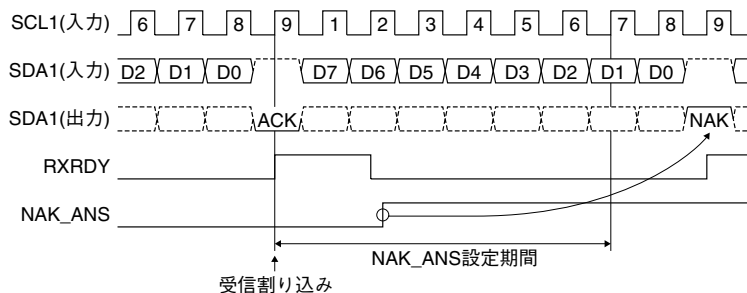 SCL1(入力) 6 7 8 9 1 2 3 4 5 6 7 8 9
SDA1(入力) D2 D1 D0 D7 D6 D5 D4 D3 D2 D1 D0
SDA1(出力) ACK NAK
RXRDY
NAK_ANS
NAK_ANS設定期間
受信割り込み